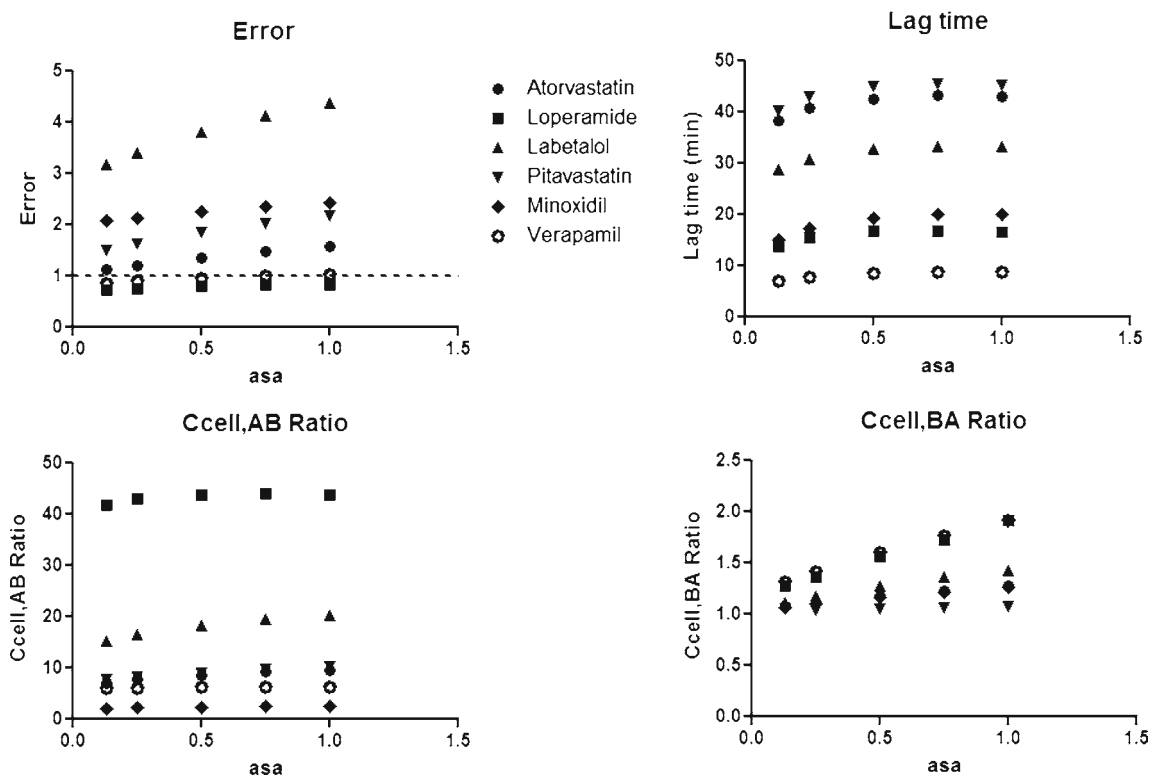 Error
Error
5
4
3
2
1
0
0.0 0.5 1.0 1.5
asa
Atorvastatin
Loperamide
Labetalol
Pitavastatin
Minoxidil
Verapamil
Lag time
Lag time (min)
50
40
30
20
10
0
0.0 0.5 1.0 1.5
asa
Ccell,AB Ratio
Ccell,AB Ratio
50
40
30
20
10
0
0.0 0.5 1.0 1.5
asa
Ccell,BA Ratio
Ccell,BA Ratio
2.5
2.0
1.5
1.0
0.5
0.0
0.0 0.5 1.0 1.5
asa